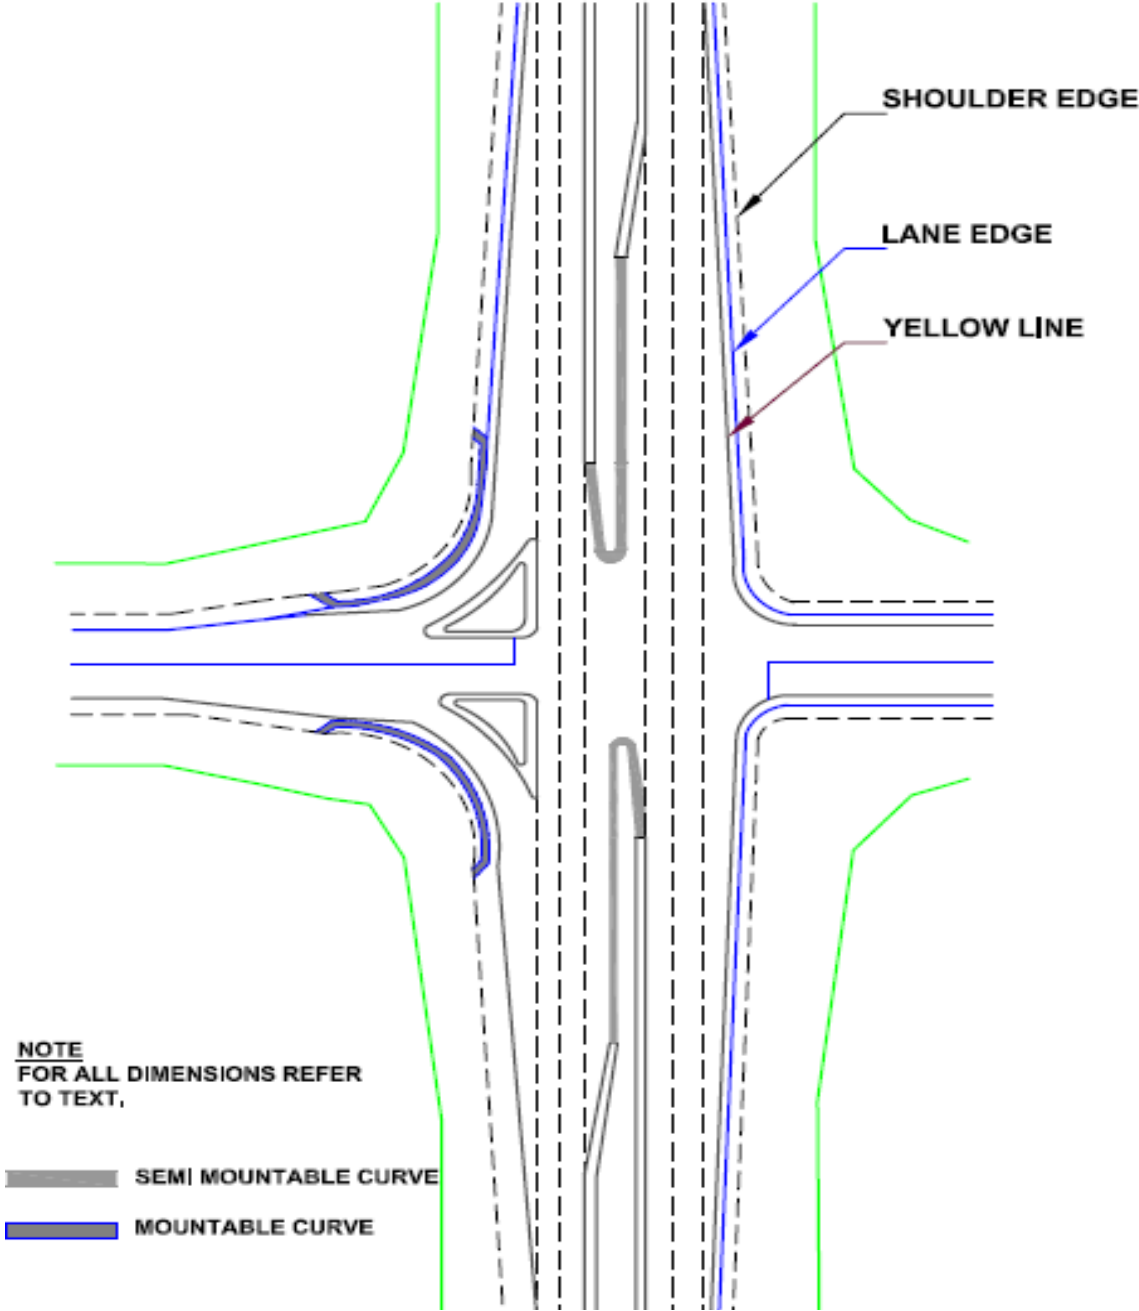 SHOULDER EDGE
LANE EDGE
YELLOW LINE
NOTE
FOR ALL DIMENSIONS REFER
TO TEXT,
SEMI MOUNTABLE CURVE
MOUNTABLE CURVE